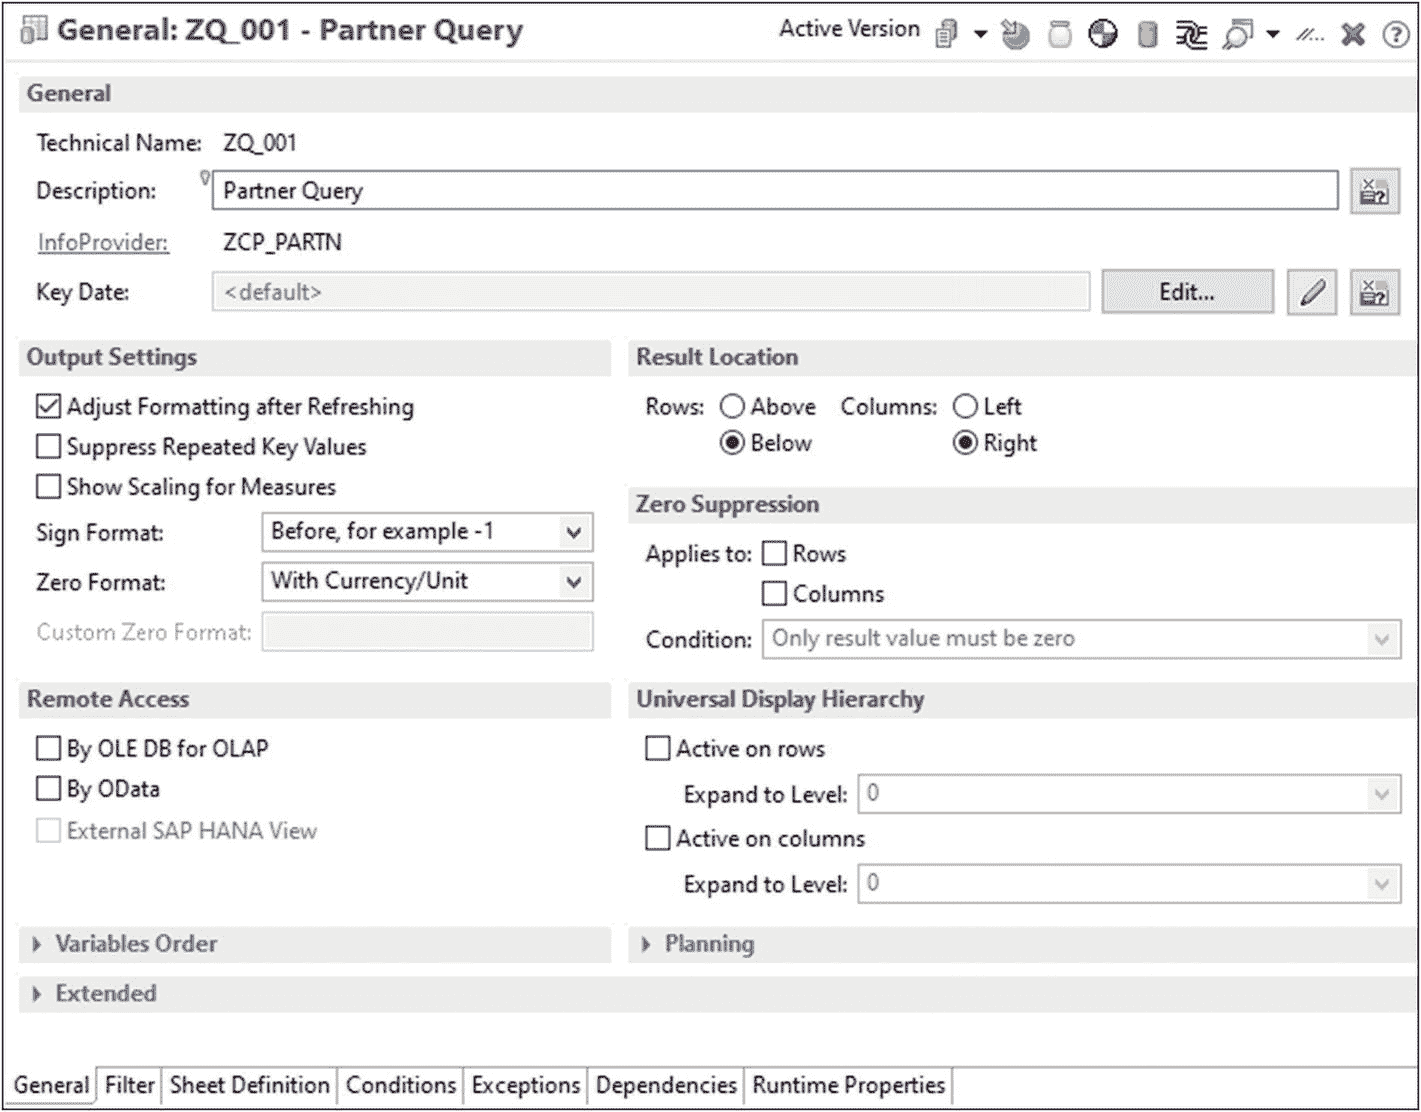 General: ZQ_001 - Partner Query
Active Version
General
Technical Name: ZQ_001
Description: Partner Query
InfoProvider: ZCP_PARTN
Key Date: <default> Edit...
Output Settings
Adjust Formatting after Refreshing
Suppress Repeated Key Values
Show Scaling for Measures
Sign Format: Before, for example -1
Zero Format: With Currency/Unit
Custom Zero Format:
Result Location
Rows: Above Columns: Left
Below Right
Zero Suppression
Applies to: Rows
Columns
Condition: Only result value must be zero
Remote Access
By OLE DB for OLAP
By OData
External SAP HANA View
Universal Display Hierarchy
Active on rows
Expand to Level: 0
Active on columns
Expand to Level: 0
Variables Order
Planning
Extended
General Filter Sheet Definition Conditions Exceptions Dependencies Runtime Properties